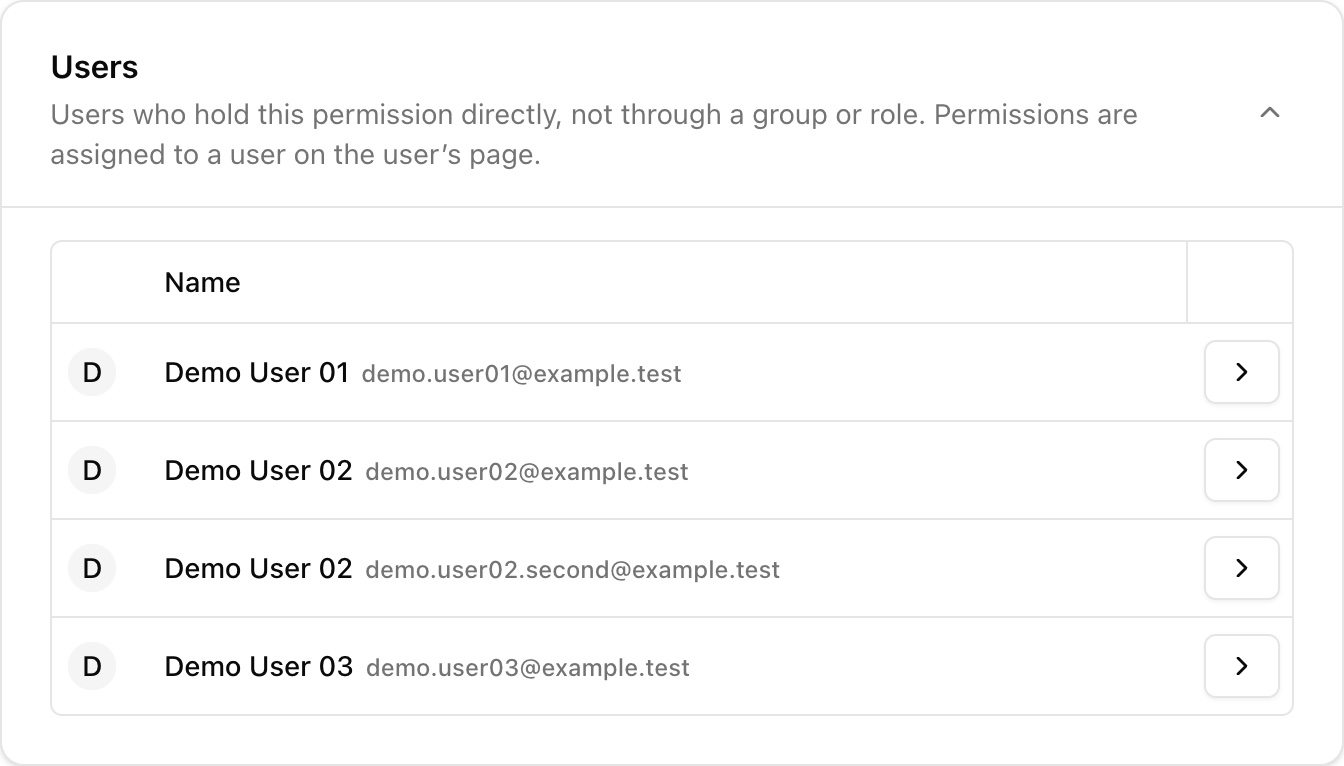 Users
Users who hold this permission directly, not through a group or role. Permissions are
assigned to a user on the user’s page.
Name
D Demo User 01 demo.user01@example.test
D Demo User 02 demo.user02@example.test
D Demo User 02 demo.user02.second@example.test
D Demo User 03 demo.user03@example.test